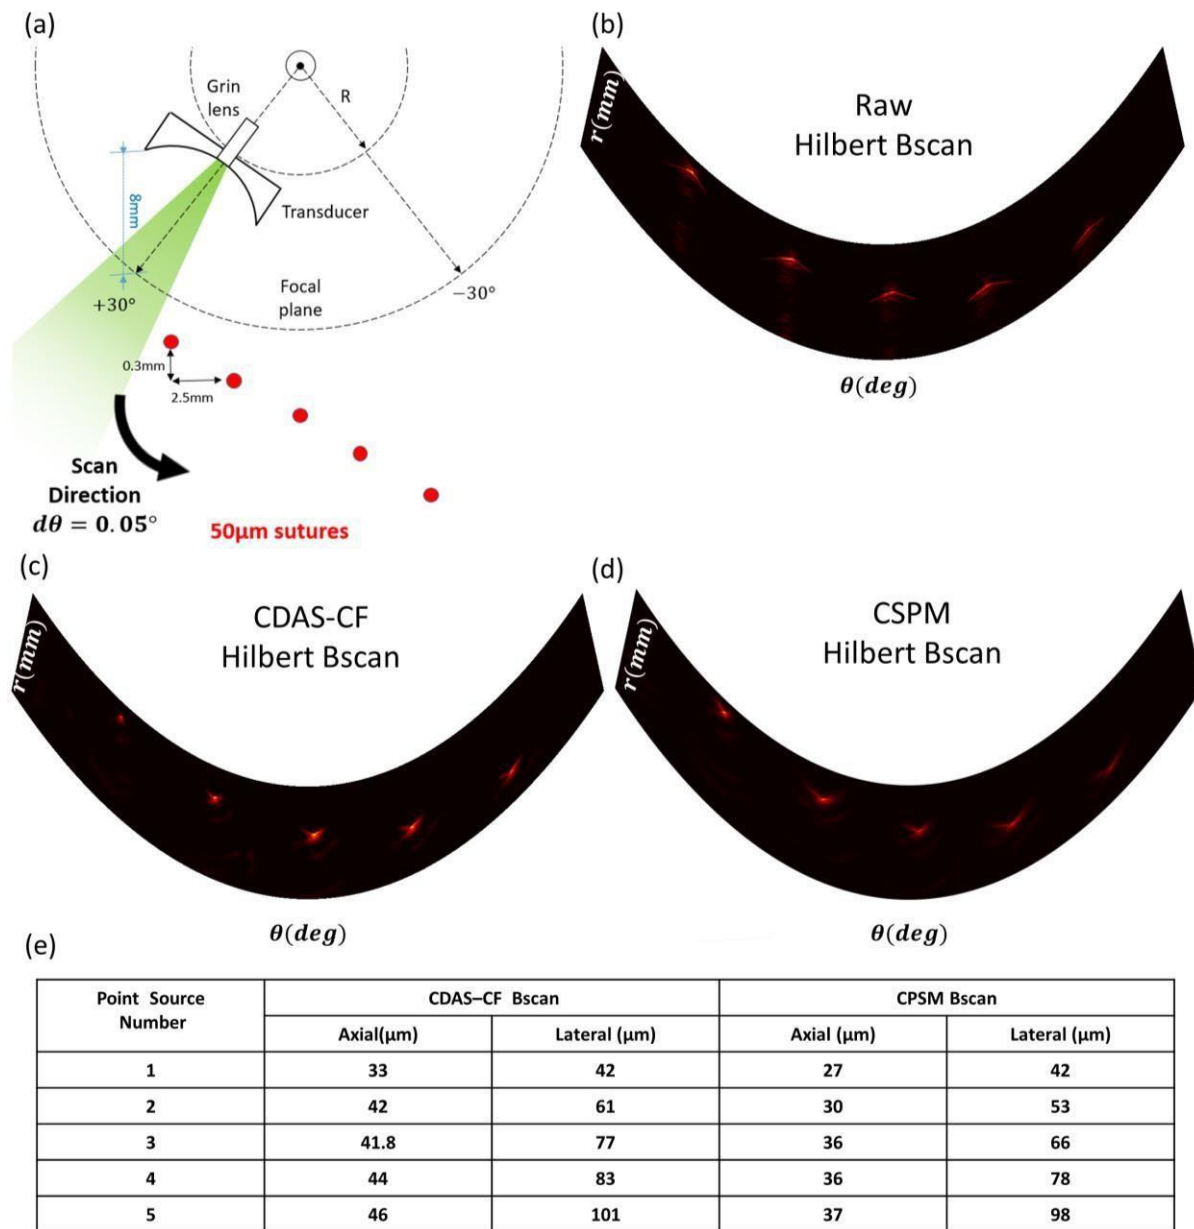 (a)
Grin
lens
R
8mm
Transducer
+30°
Focal
plane
−30°
0.3mm
2.5mm
Scan
Direction
dθ = 0.05°
50μm sutures
(b)
Raw
Hilbert Bscan
r(mm)
θ(deg)
(c)
CDAS-CF
Hilbert Bscan
r(mm)
θ(deg)
(d)
CSPM
Hilbert Bscan
r(mm)
θ(deg)
(e)
Point Source Number CDAS–CF Bscan CPSM Bscan
Axial(μm) Lateral (μm) Axial (μm) Lateral (μm)
1 33 42 27 42
2 42 61 30 53
3 41.8 77 36 66
4 44 83 36 78
5 46 101 37 98